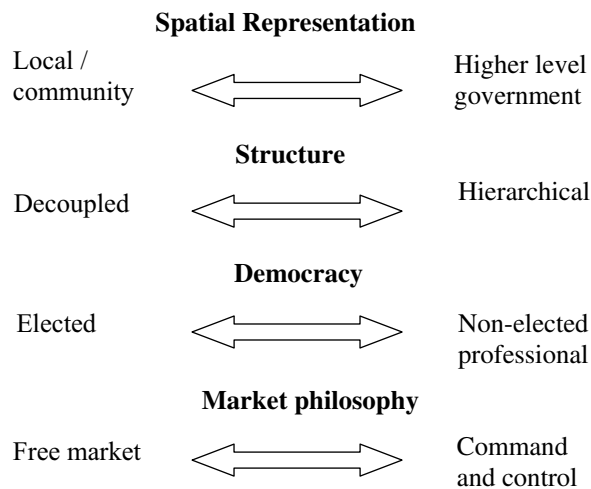 Spatial Representation
Local /
community
Higher level
government
Structure
Decoupled
Hierarchical
Democracy
Elected
Non-elected
professional
Market philosophy
Free market
Command
and control